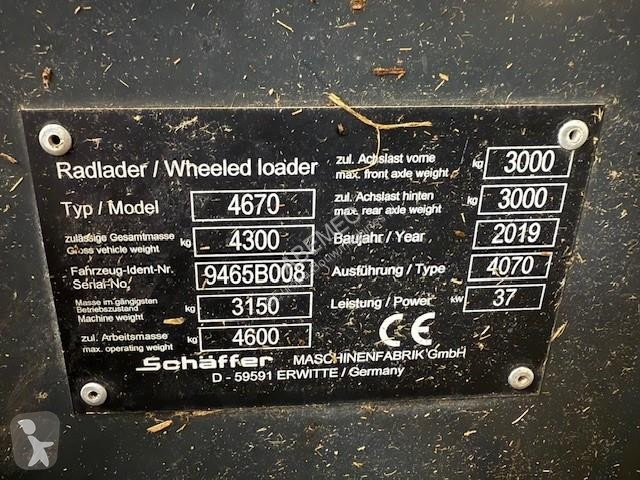 Radlader / Wheeled loader
Typ / Model 4670
zulässige Gesamtmasse
Gloss vehicle weight kg 4300
Fahrzeug-Ident-Nr.
Serial-No. 9465B008
Masse im gängigsten
Betriebszustand
Machine weight kg 3150
zul. Arbeitsmasse
max. operating weight kg 4600
zul. Achslast vorne
max. front axle weight kg 3000
zul. Achslast hinten
max. rear axle weight kg 3000
Baujahr / Year 2019
Ausführung / Type 4070
Leistung / Power kW 37
CE
Schäffer MASCHINENFABRIK GmbH
D - 59591 ERWITTE / Germany